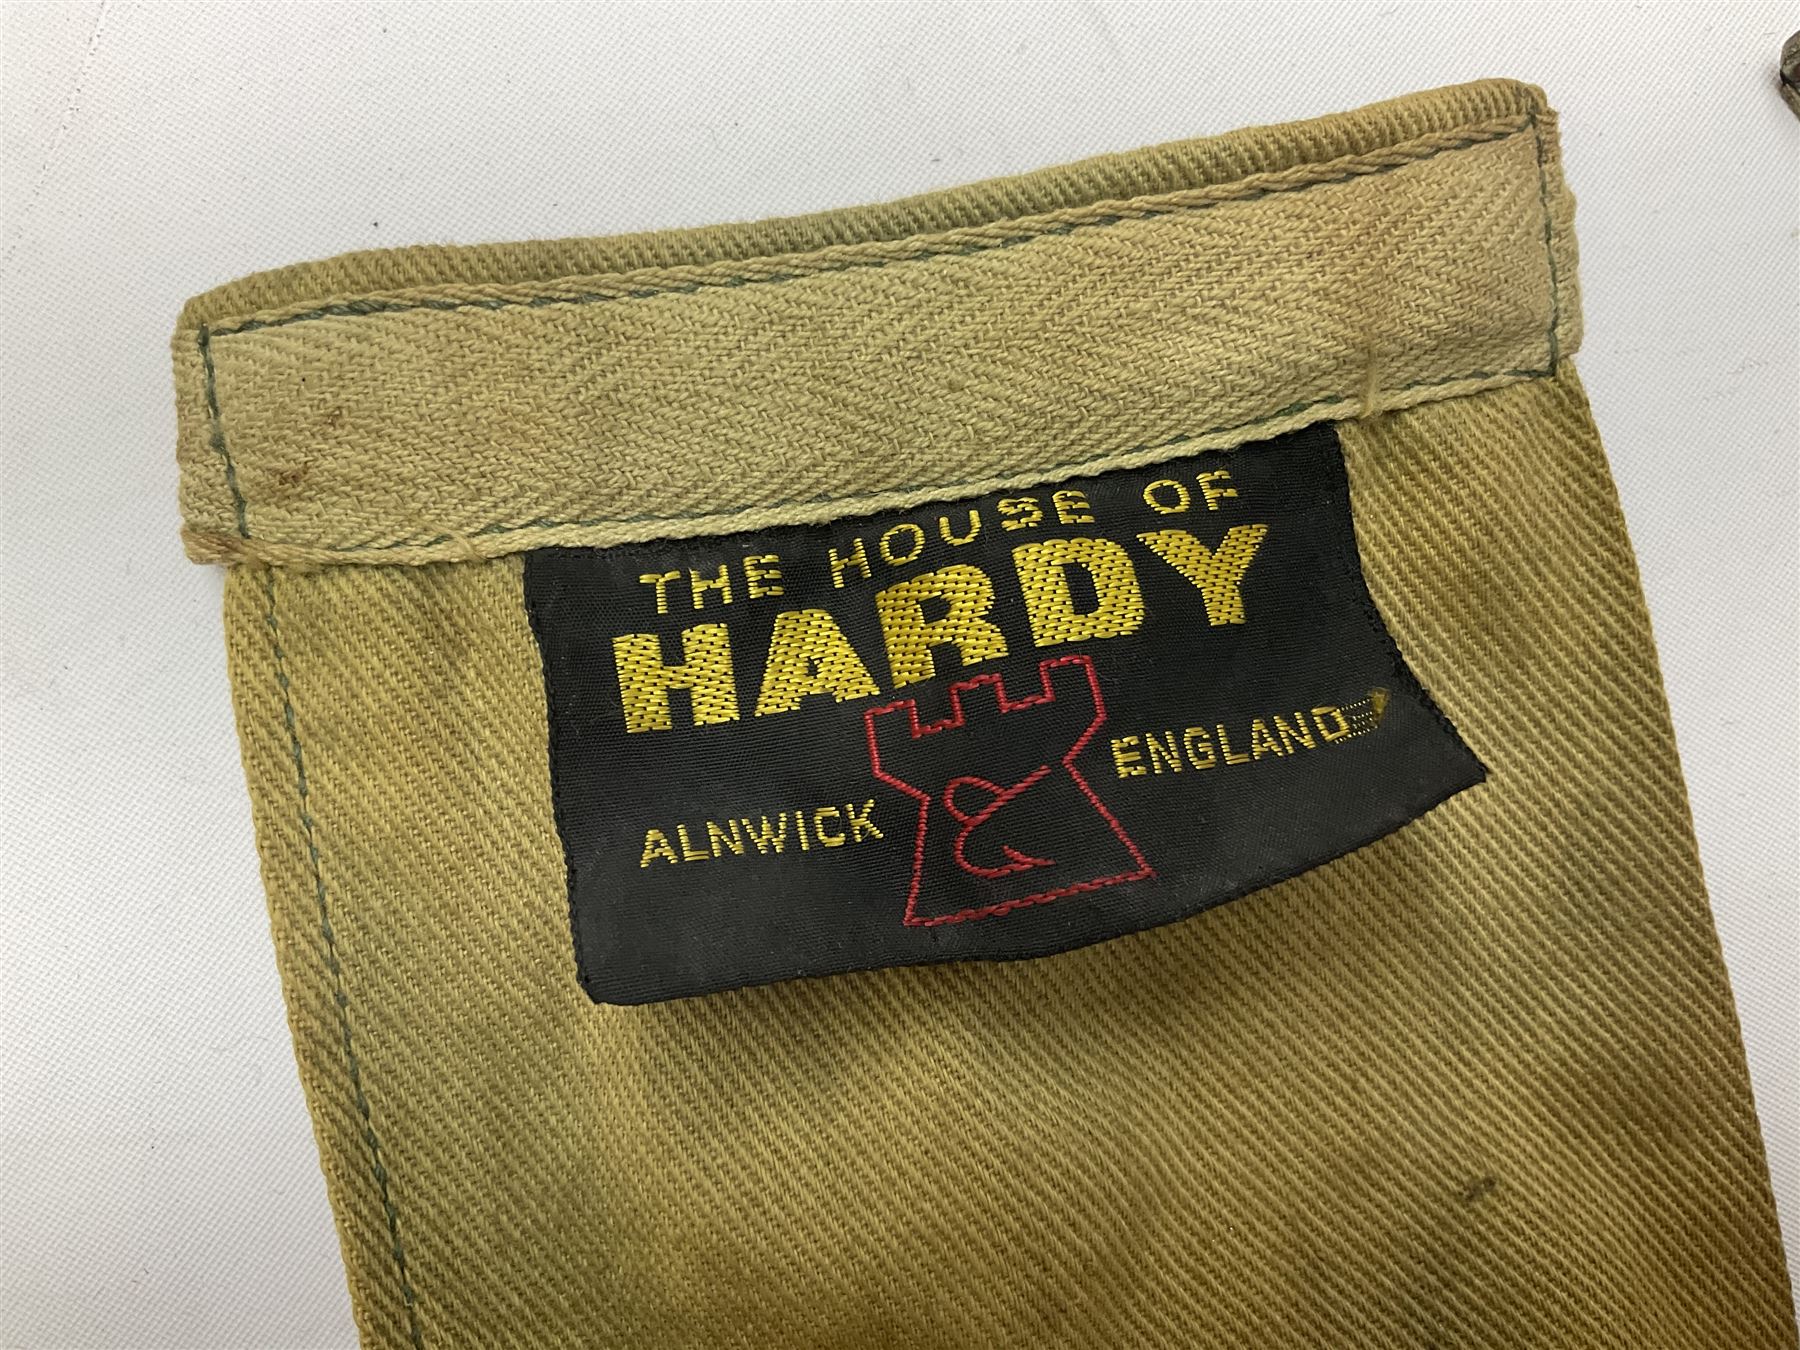 THE HOUSE OF
HARDY
ALNWICK ENGLAND